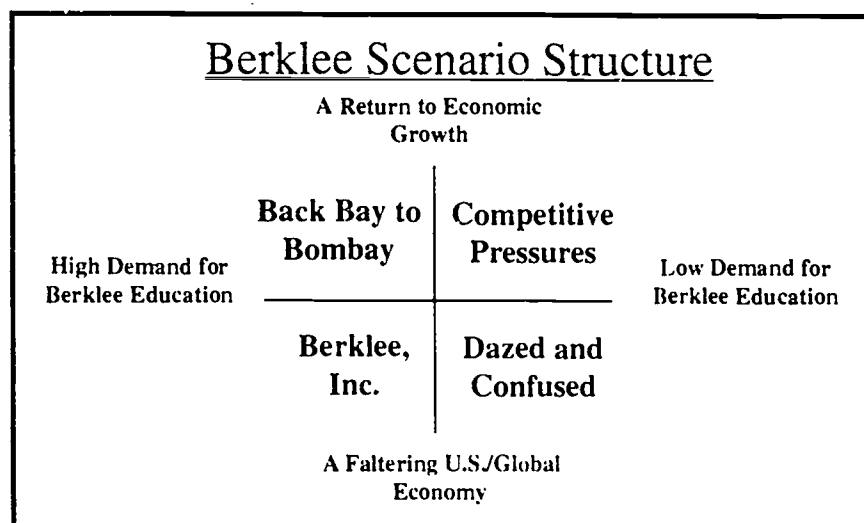 Berklee Scenario Structure
A Return to Economic
Growth
Back Bay to
Bombay
Competitive
Pressures
High Demand for
Berklee Education
Low Demand for
Berklee Education
Berklee,
Inc.
Dazed and
Confused
A Faltering U.S./Global
Economy